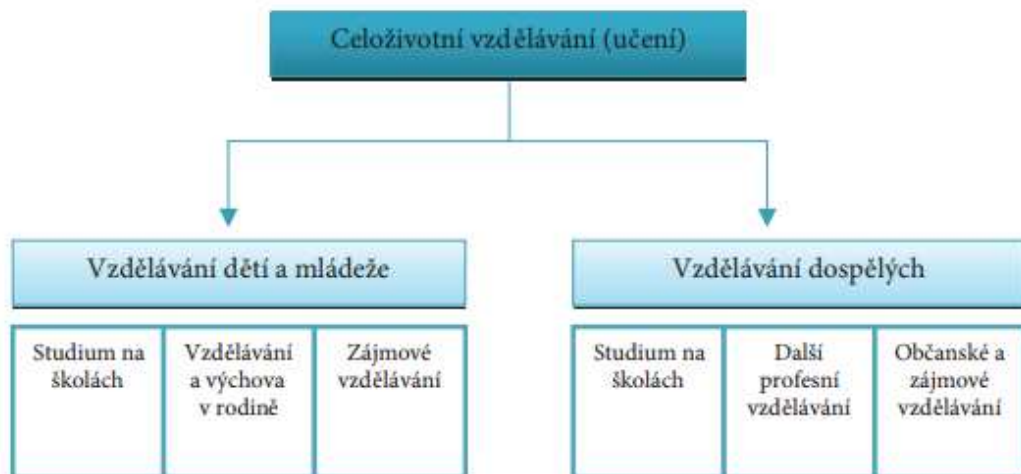 Celoživotní vzdělávání (učení)
Vzdělávání dětí a mládeže
Vzdělávání dospělých
Studium na
školách
Vzdělávání
a výchova
v rodině
Zájmové
vzdělávání
Studium na
školách
Další
profesní
vzdělávání
Občanské a
zájmové
vzdělávání